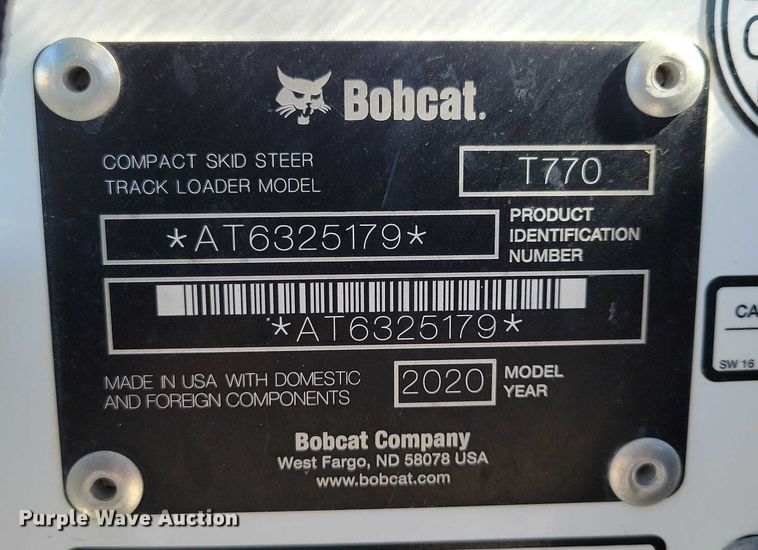 Bobcat.
COMPACT SKID STEER
TRACK LOADER MODEL
T770
*AT6325179*
PRODUCT
IDENTIFICATION
NUMBER
*AT6325179*
MADE IN USA WITH DOMESTIC
AND FOREIGN COMPONENTS
2020
MODEL
YEAR
Bobcat Company
West Fargo, ND 58078 USA
www.bobcat.com
CA
SW 16
Purple Wave Auction